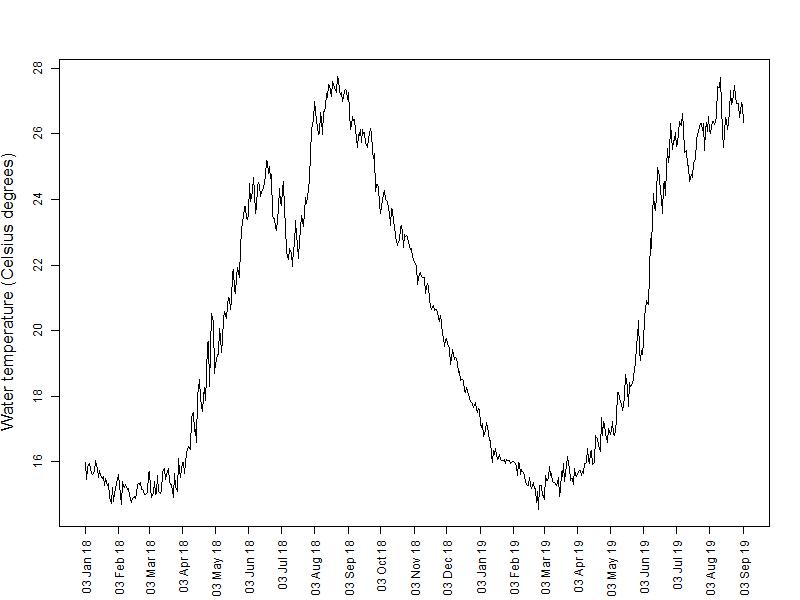 Water temperature (Celsius degrees)
28
26
24
22
20
18
16
03 Jan 18
03 Feb 18
03 Mar 18
03 Apr 18
03 May 18
03 Jun 18
03 Jul 18
03 Aug 18
03 Sep 18
03 Oct 18
03 Nov 18
03 Dec 18
03 Jan 19
03 Feb 19
03 Mar 19
03 Apr 19
03 May 19
03 Jun 19
03 Jul 19
03 Aug 19
03 Sep 19